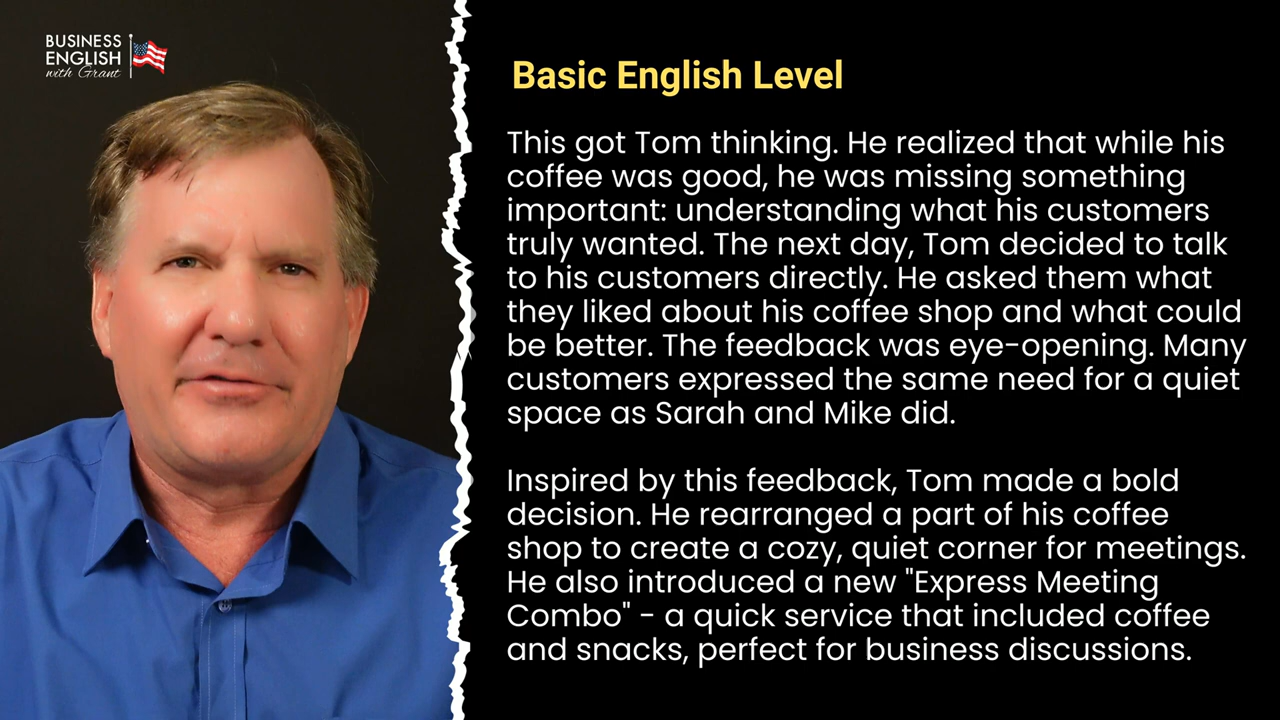 BUSINESS
ENGLISH
with Grant
Basic English Level
This got Tom thinking. He realized that while his
coffee was good, he was missing something
important: understanding what his customers
truly wanted. The next day, Tom decided to talk
to his customers directly. He asked them what
they liked about his coffee shop and what could
be better. The feedback was eye-opening. Many
customers expressed the same need for a quiet
space as Sarah and Mike did.
Inspired by this feedback, Tom made a bold
decision. He rearranged a part of his coffee
shop to create a cozy, quiet corner for meetings.
He also introduced a new "Express Meeting
Combo" - a quick service that included coffee
and snacks, perfect for business discussions.